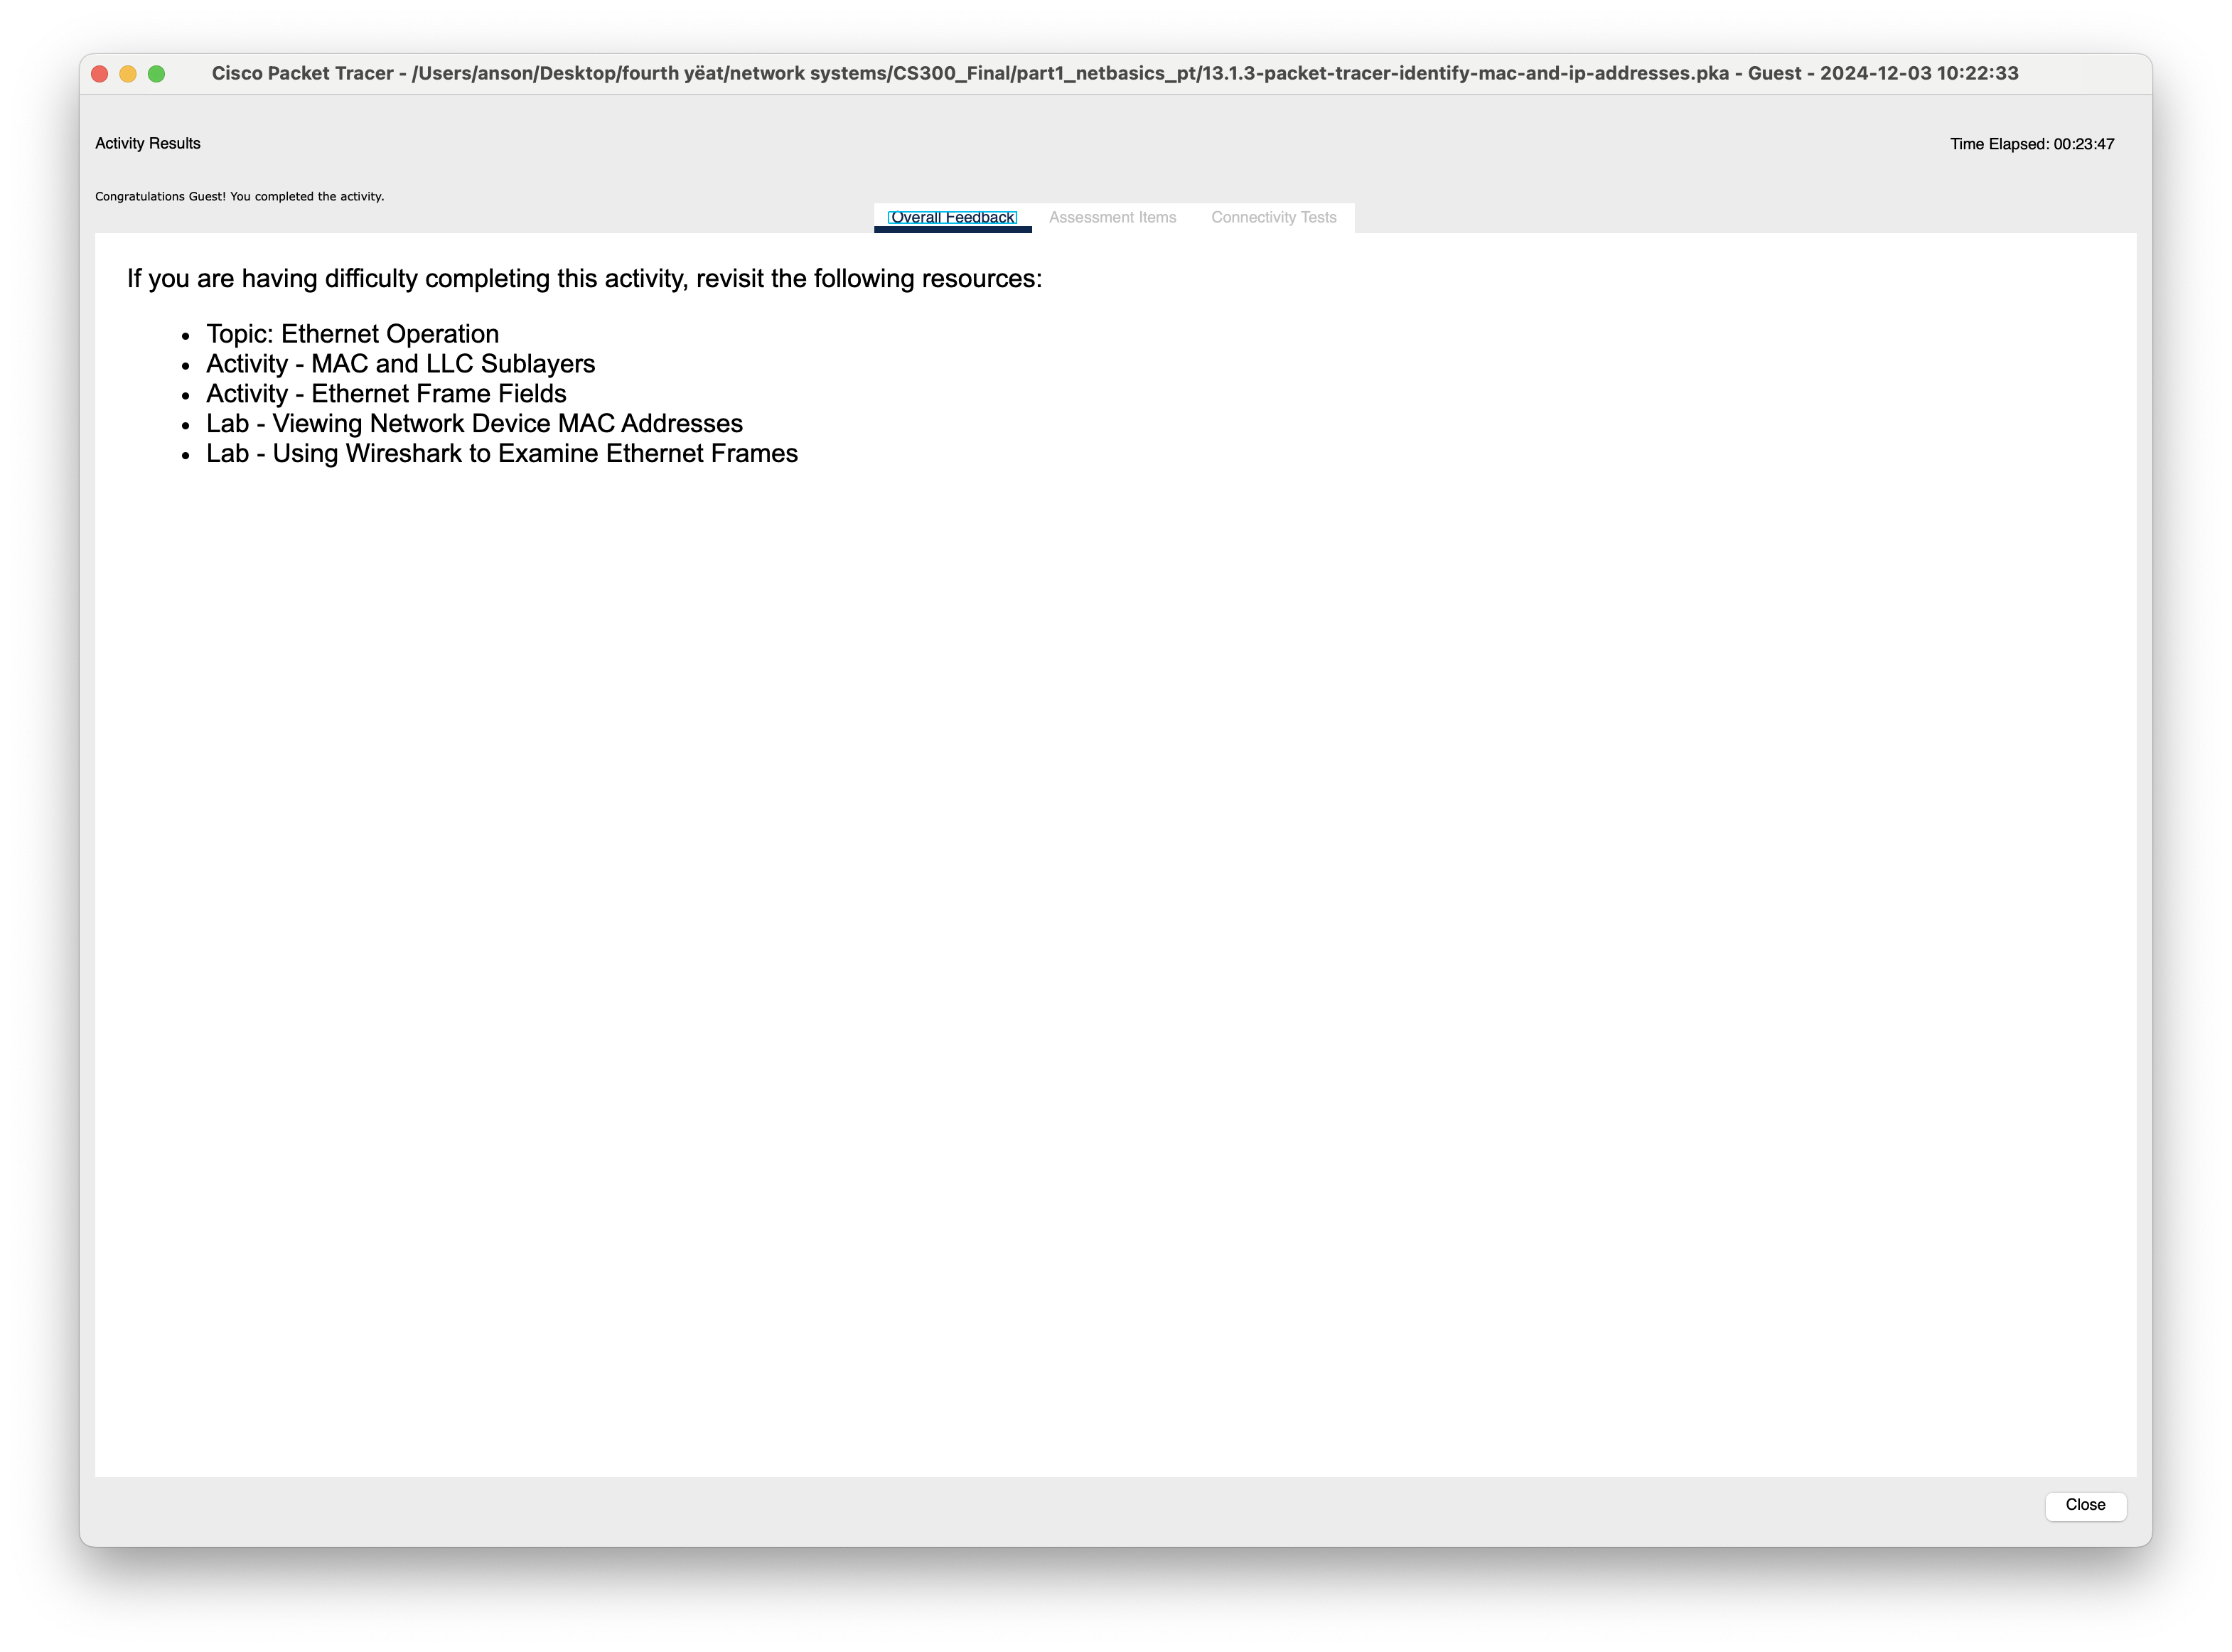 Cisco Packet Tracer - /Users/anson/Desktop/fourth yëat/network systems/CS300_Final/part1_netbasics_pt/13.1.3-packet-tracer-identify-mac-and-ip-addresses.pka - Guest - 2024-12-03 10:22:33
Activity Results
Time Elapsed: 00:23:47
Congratulations Guest! You completed the activity.
Overall Feedback Assessment Items Connectivity Tests
If you are having difficulty completing this activity, revisit the following resources:
• Topic: Ethernet Operation
• Activity - MAC and LLC Sublayers
• Activity - Ethernet Frame Fields
• Lab - Viewing Network Device MAC Addresses
• Lab - Using Wireshark to Examine Ethernet Frames
Close